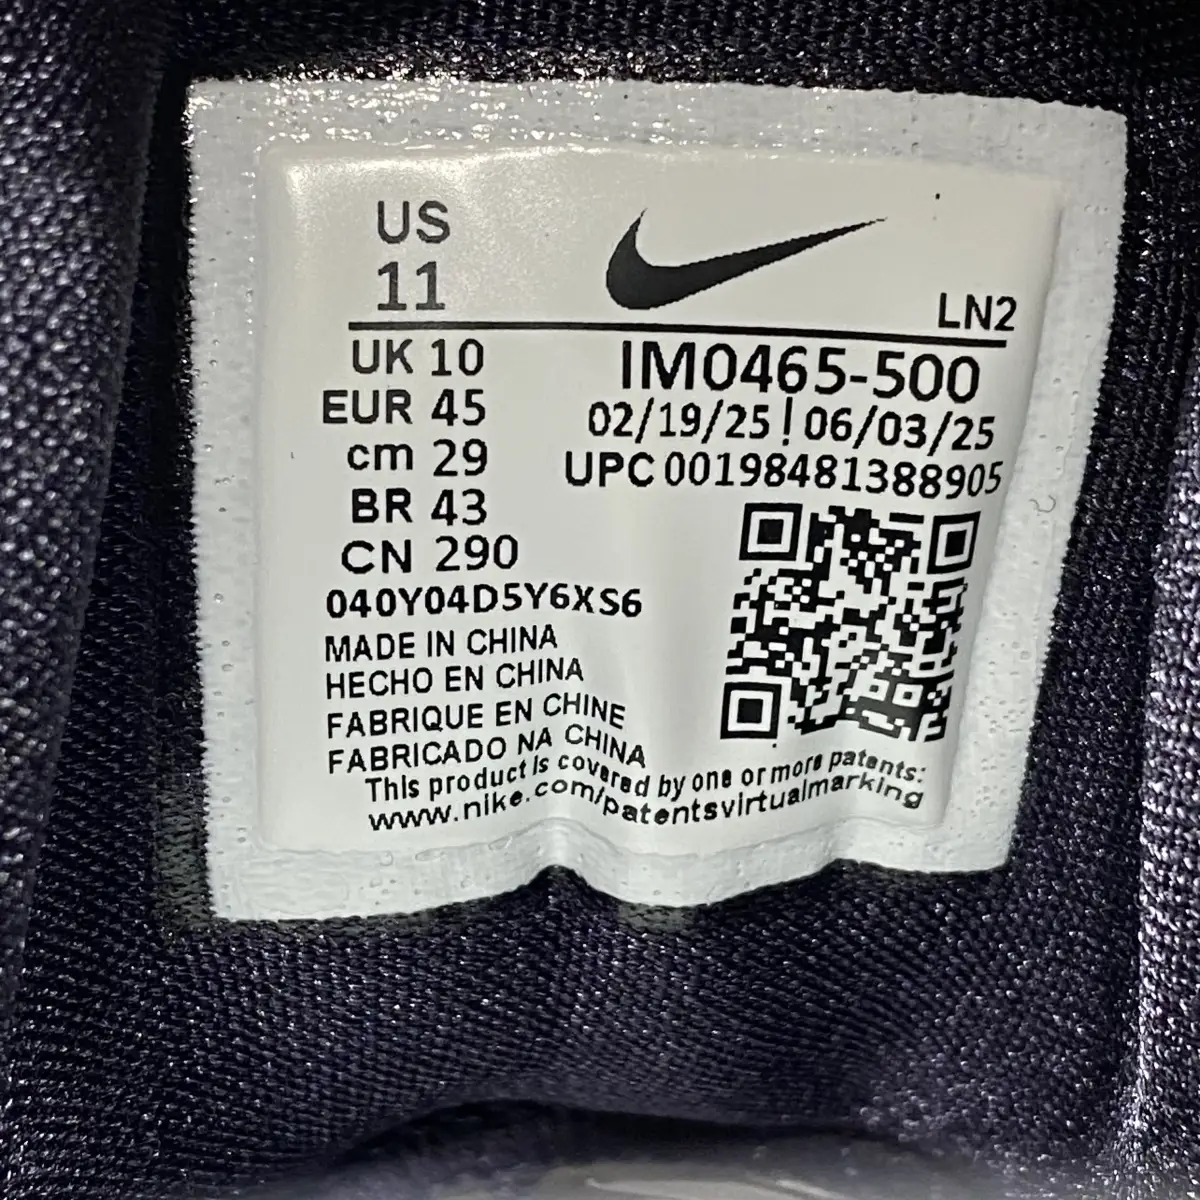 US
11
LN2
UK 10
EUR 45
cm 29
BR 43
CN 290
IM0465-500
02/19/25 ! 06/03/25
UPC 00198481388905
040Y04D5Y6XS6
MADE IN CHINA
HECHO EN CHINA
FABRIQUE EN CHINE
FABRICADO NA CHINA
This product is covered by one or more patents:
www.nike.com/patentsvirtualmarking